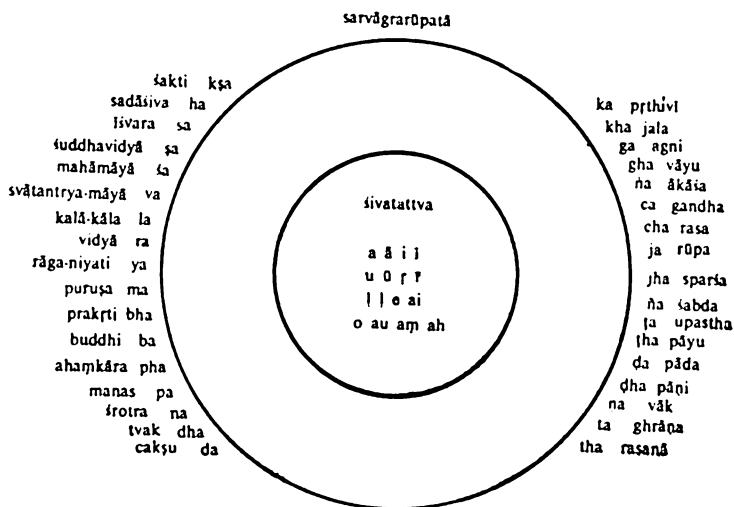 sarvāgrarūpatā
śakti kṣa
sadāśiva ha
īśvara sa
śuddhavidyā ṣa
mahāmāyā śa
svātantrya-māyā va
kalā-kāla la
vidyā ra
rāga-niyati ya
puruṣa ma
prakṛti bha
buddhi ba
ahaṃkāra pha
manas pa
śrotra na
tvak dha
cakṣu da
śivatattva
a ā i ī
u ū ṛ ṝ
ḷ ḹ e ai
o au aṃ ah
ka pṛthivī
kha jala
ga agni
gha vāyu
ṅa ākāśa
ca gandha
cha rasa
ja rūpa
jha sparśa
ña śabda
ṭa upastha
ṭha pāyu
ḍa pāda
ḍha pāṇi
ṇa vāk
ta ghrāṇa
tha rasanā